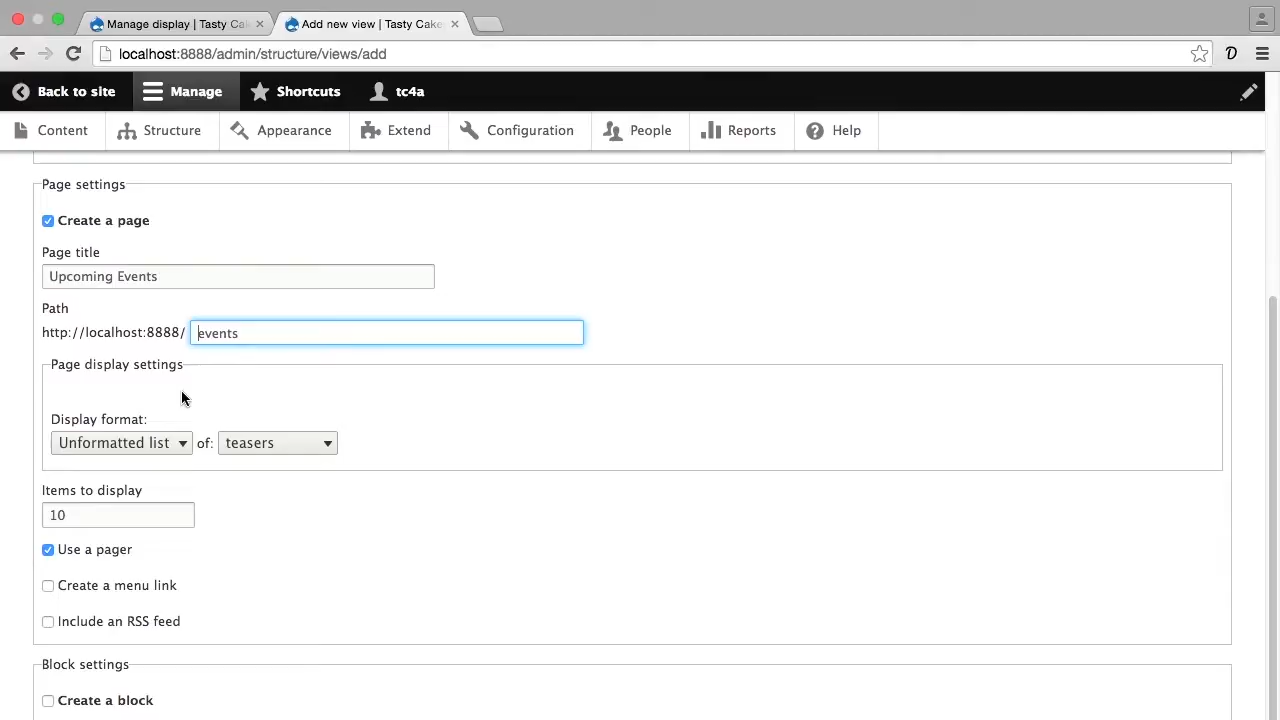 Manage display | Tasty Cak
Add new view | Tasty Cake
localhost:8888/admin/structure/views/add
Back to site
Manage
Shortcuts
tc4a
Content
Structure
Appearance
Extend
Configuration
People
Reports
Help
Page settings
Create a page
Page title
Upcoming Events
Path
http://localhost:8888/ events
Page display settings
Display format:
Unformatted list of: teasers
Items to display
10
Use a pager
Create a menu link
Include an RSS feed
Block settings
Create a block